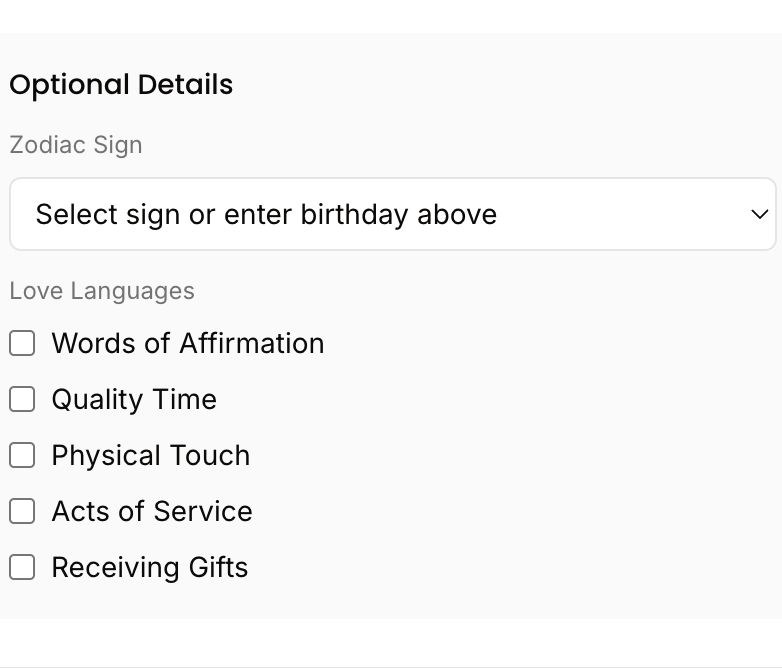 Optional Details
Zodiac Sign
Select sign or enter birthday above
Love Languages
Words of Affirmation
Quality Time
Physical Touch
Acts of Service
Receiving Gifts